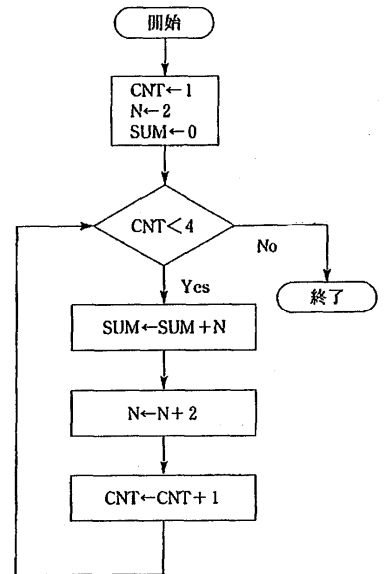 開始
CNT←1
N←2
SUM←0
CNT<4
No
Yes
終了
SUM←SUM+N
N←N+2
CNT←CNT+1